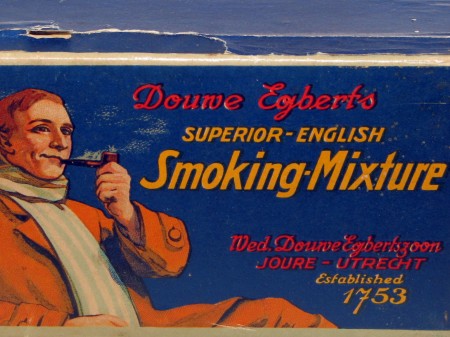 Douwe Egberts
SUPERIOR-ENGLISH
Smoking-Mixture
Wed. Douwe Egbertszoon
JOURE - UTRECHT
Established
1753